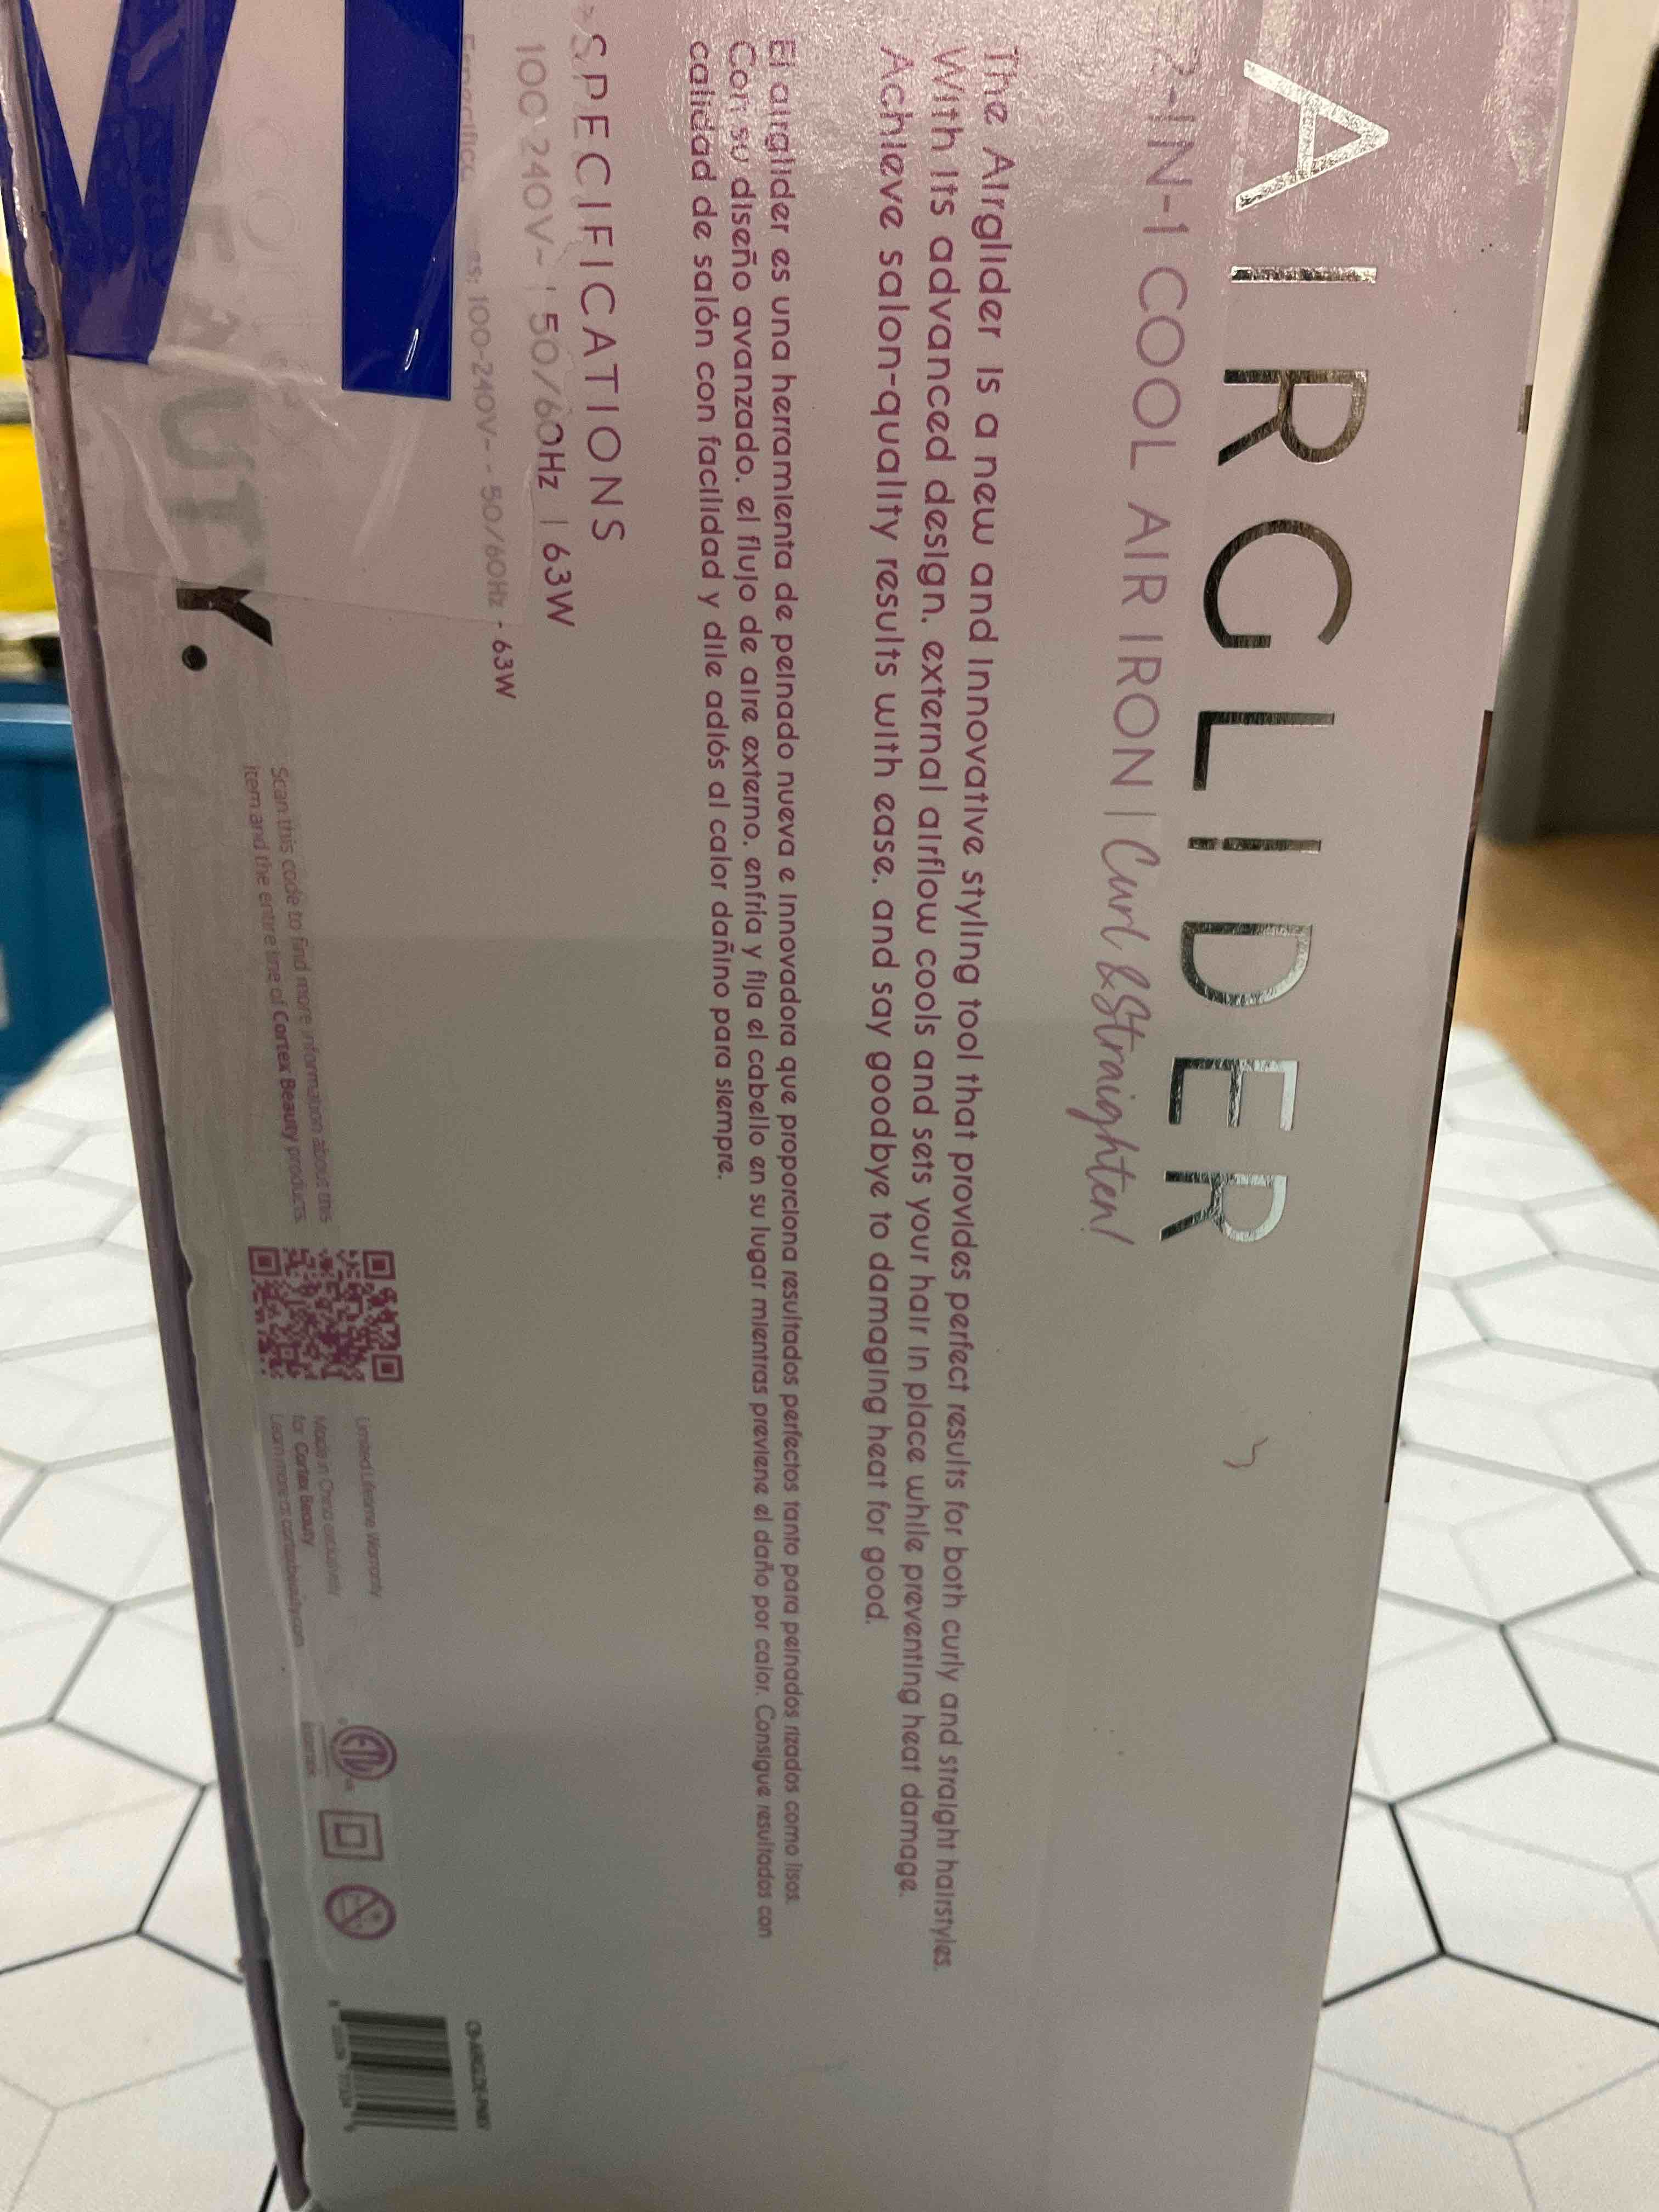 AIRGLIDER
2-IN-1 COOL AIR IRON | Curl & Straighten!
The Airglider is a new and innovative styling tool that provides perfect results for both curly and straight hairstyles.
With its advanced design, external airflow cools and sets your hair in place while preventing heat damage.
Achieve salon-quality results with ease, and say goodbye to damaging heat for good.
El airglider es una herramienta de peinado nueva e innovadora que proporciona resultados perfectos tanto para peinados rizados como lisos.
Con su diseño avanzado, el flujo de aire externo, enfría y fija el cabello en su lugar mientras previene el daño por calor. Consigue resultados con
calidad de salón con facilidad y dile adiós al calor dañino para siempre.
>SPECIFICATIONS
100-240V~ | 50/60Hz | 63W
100-240V~ - 50/60Hz - 63W
BEAUTY.
Scan this code to find more information about this
item and the entire line of Cortex Beauty products.
Limited Lifetime Warranty
Made in China exclusively
for Cortex Beauty
Learn more at cortexbeauty.com
ETL